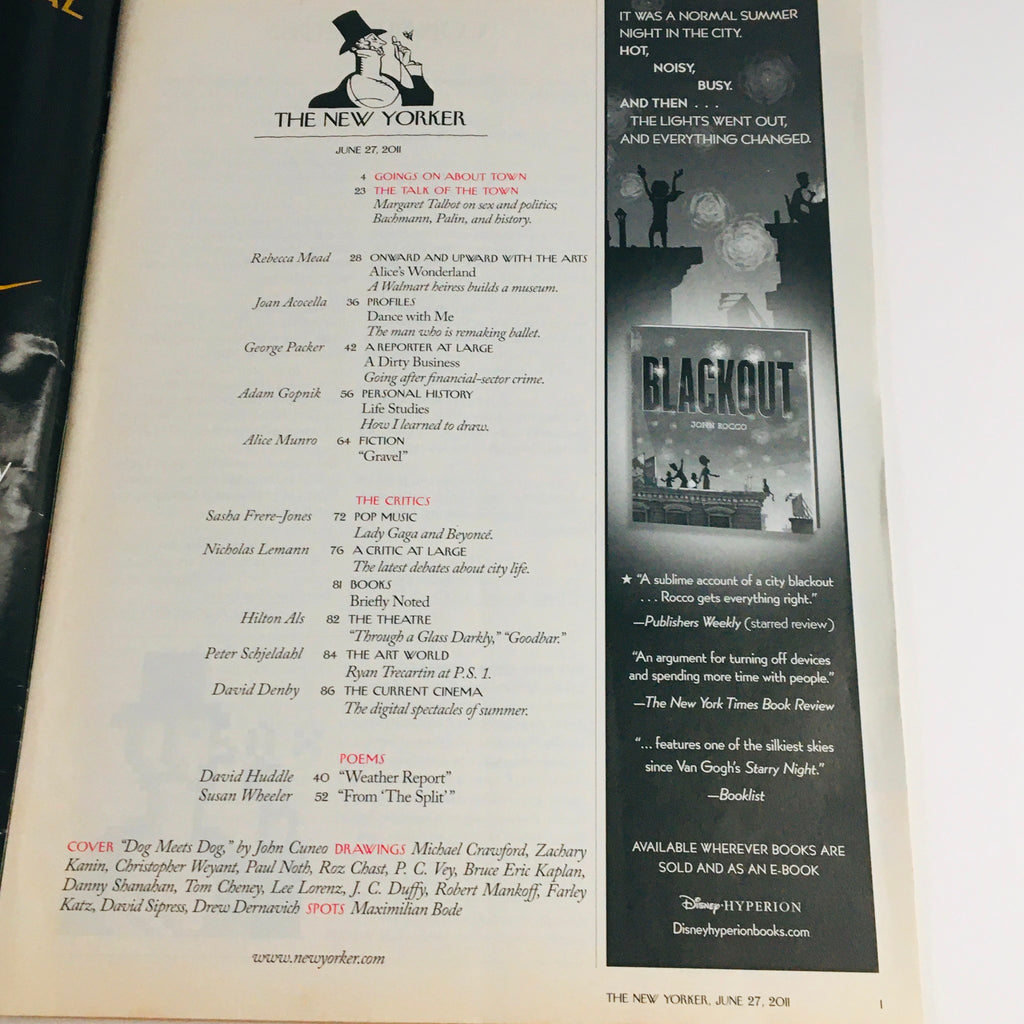 THE NEW YORKER
JUNE 27, 2011
4 GOINGS ON ABOUT TOWN
23 THE TALK OF THE TOWN
Margaret Talbot on sex and politics;
Bachmann, Palin, and history.
Rebecca Mead 28 ONWARD AND UPWARD WITH THE ARTS
Alice's Wonderland
A Walmart heiress builds a museum.
Joan Acocella 36 PROFILES
Dance with Me
The man who is remaking ballet.
George Packer 42 A REPORTER AT LARGE
A Dirty Business
Going after financial-sector crime.
Adam Gopnik 56 PERSONAL HISTORY
Life Studies
How I learned to draw.
Alice Munro 64 FICTION
"Gravel"
THE CRITICS
Sasha Frere-Jones 72 POP MUSIC
Lady Gaga and Beyoncé.
Nicholas Lemann 76 A CRITIC AT LARGE
The latest debates about city life.
81 BOOKS
Briefly Noted
Hilton Als 82 THE THEATRE
"Through a Glass Darkly," "Goodbar."
Peter Schjeldahl 84 THE ART WORLD
Ryan Trecartin at P.S. 1.
David Denby 86 THE CURRENT CINEMA
The digital spectacles of summer.
POEMS
David Huddle 40 "Weather Report"
Susan Wheeler 52 "From 'The Split'"
COVER "Dog Meets Dog," by John Cuneo DRAWINGS Michael Crawford, Zachary
Kanin, Christopher Weyant, Paul Noth, Roz Chast, P. C. Vey, Bruce Eric Kaplan,
Danny Shanahan, Tom Cheney, Lee Lorenz, J. C. Duffy, Robert Mankoff, Farley
Katz, David Sipress, Drew Dernavich SPOTS Maximilian Bode
www.newyorker.com
IT WAS A NORMAL SUMMER
NIGHT IN THE CITY.
HOT,
NOISY,
BUSY.
AND THEN . . .
THE LIGHTS WENT OUT,
AND EVERYTHING CHANGED.
BLACKOUT
JOHN ROCCO
★ "A sublime account of a city blackout
. . . Rocco gets everything right."
—Publishers Weekly (starred review)
"An argument for turning off devices
and spending more time with people."
—The New York Times Book Review
"... features one of the silkiest skies
since Van Gogh's Starry Night."
—Booklist
AVAILABLE WHEREVER BOOKS ARE
SOLD AND AS AN E-BOOK
Disney·HYPERION
Disneyhyperionbooks.com
THE NEW YORKER, JUNE 27, 2011 1